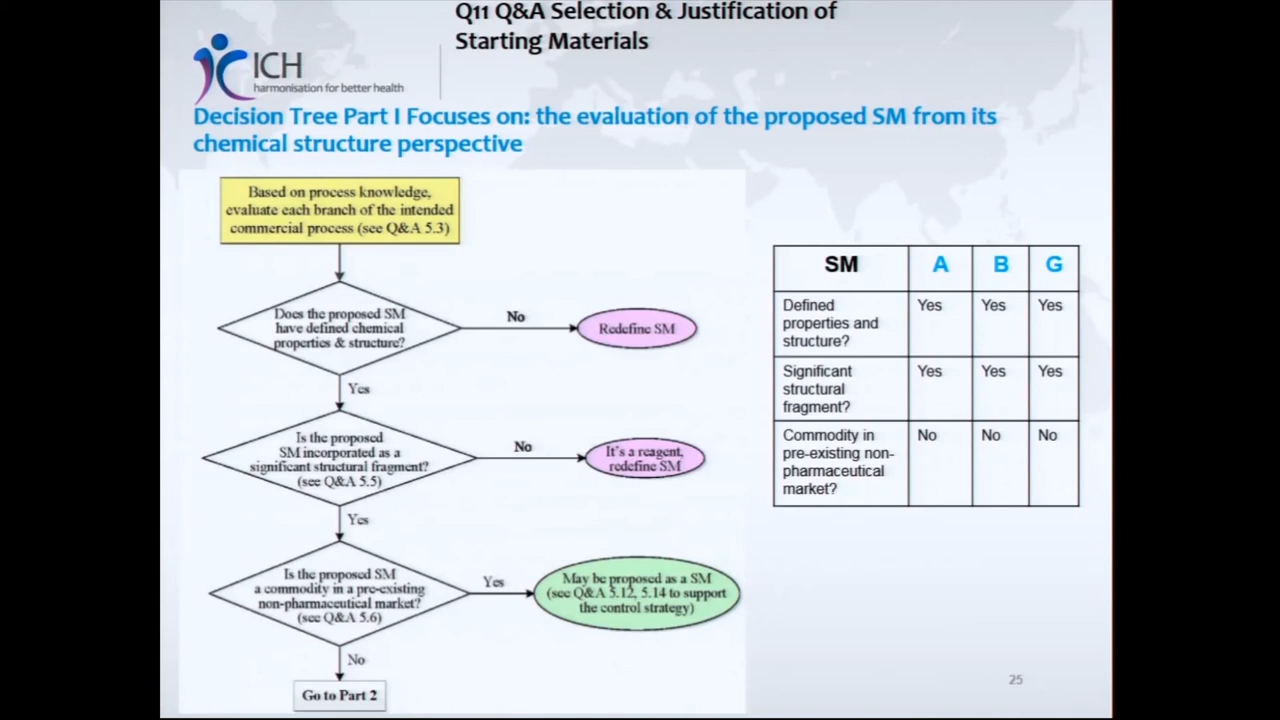 Q11 Q&A Selection & Justification of
Starting Materials
ICH
harmonisation for better health
Decision Tree Part I Focuses on: the evaluation of the proposed SM from its
chemical structure perspective
Based on process knowledge,
evaluate each branch of the intended
commercial process (see Q&A 5.3)
Does the proposed SM
have defined chemical
properties & structure?
No
Redefine SM
Yes
Is the proposed
SM incorporated as a
significant structural fragment?
(see Q&A 5.5)
No
It's a reagent,
redefine SM
Yes
Is the proposed SM
a commodity in a pre-existing
non-pharmaceutical market?
(see Q&A 5.6)
Yes
May be proposed as a SM
(see Q&A 5.12, 5.14 to support
the control strategy)
No
Go to Part 2
SM A B G
Defined Yes Yes Yes
properties and
structure?
Significant Yes Yes Yes
structural
fragment?
Commodity in No No No
pre-existing non-
pharmaceutical
market?
25